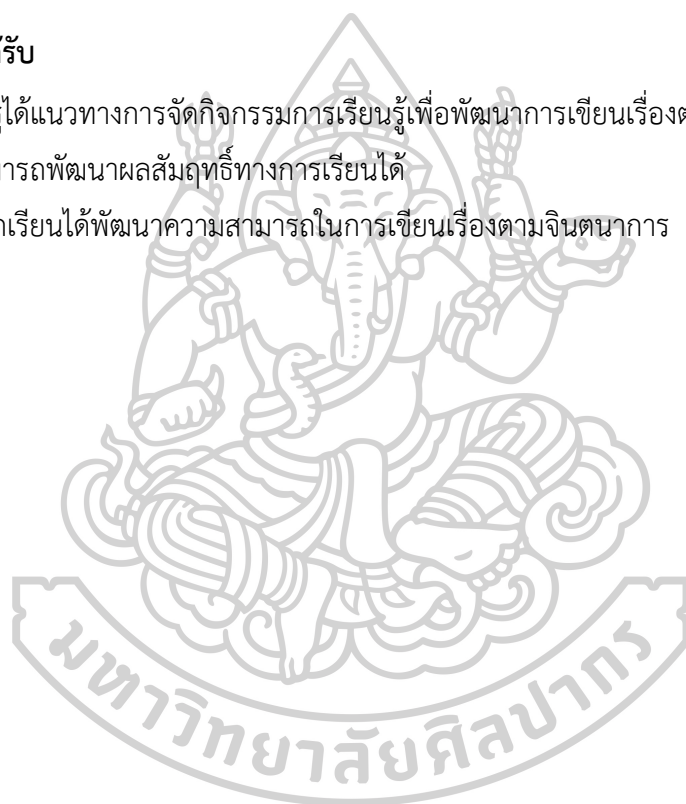 ด้รับ
ได้แนวทางการจัดกิจกรรมการเรียนรู้เพื่อพัฒนาการเขียนเรื่องต
ารถพัฒนาผลสัมฤทธิ์ทางการเรียนได้
เรียนได้พัฒนาความสามารถในการเขียนเรื่องตามจินตนาการ
มหาวิทยาลัยศิลปากร